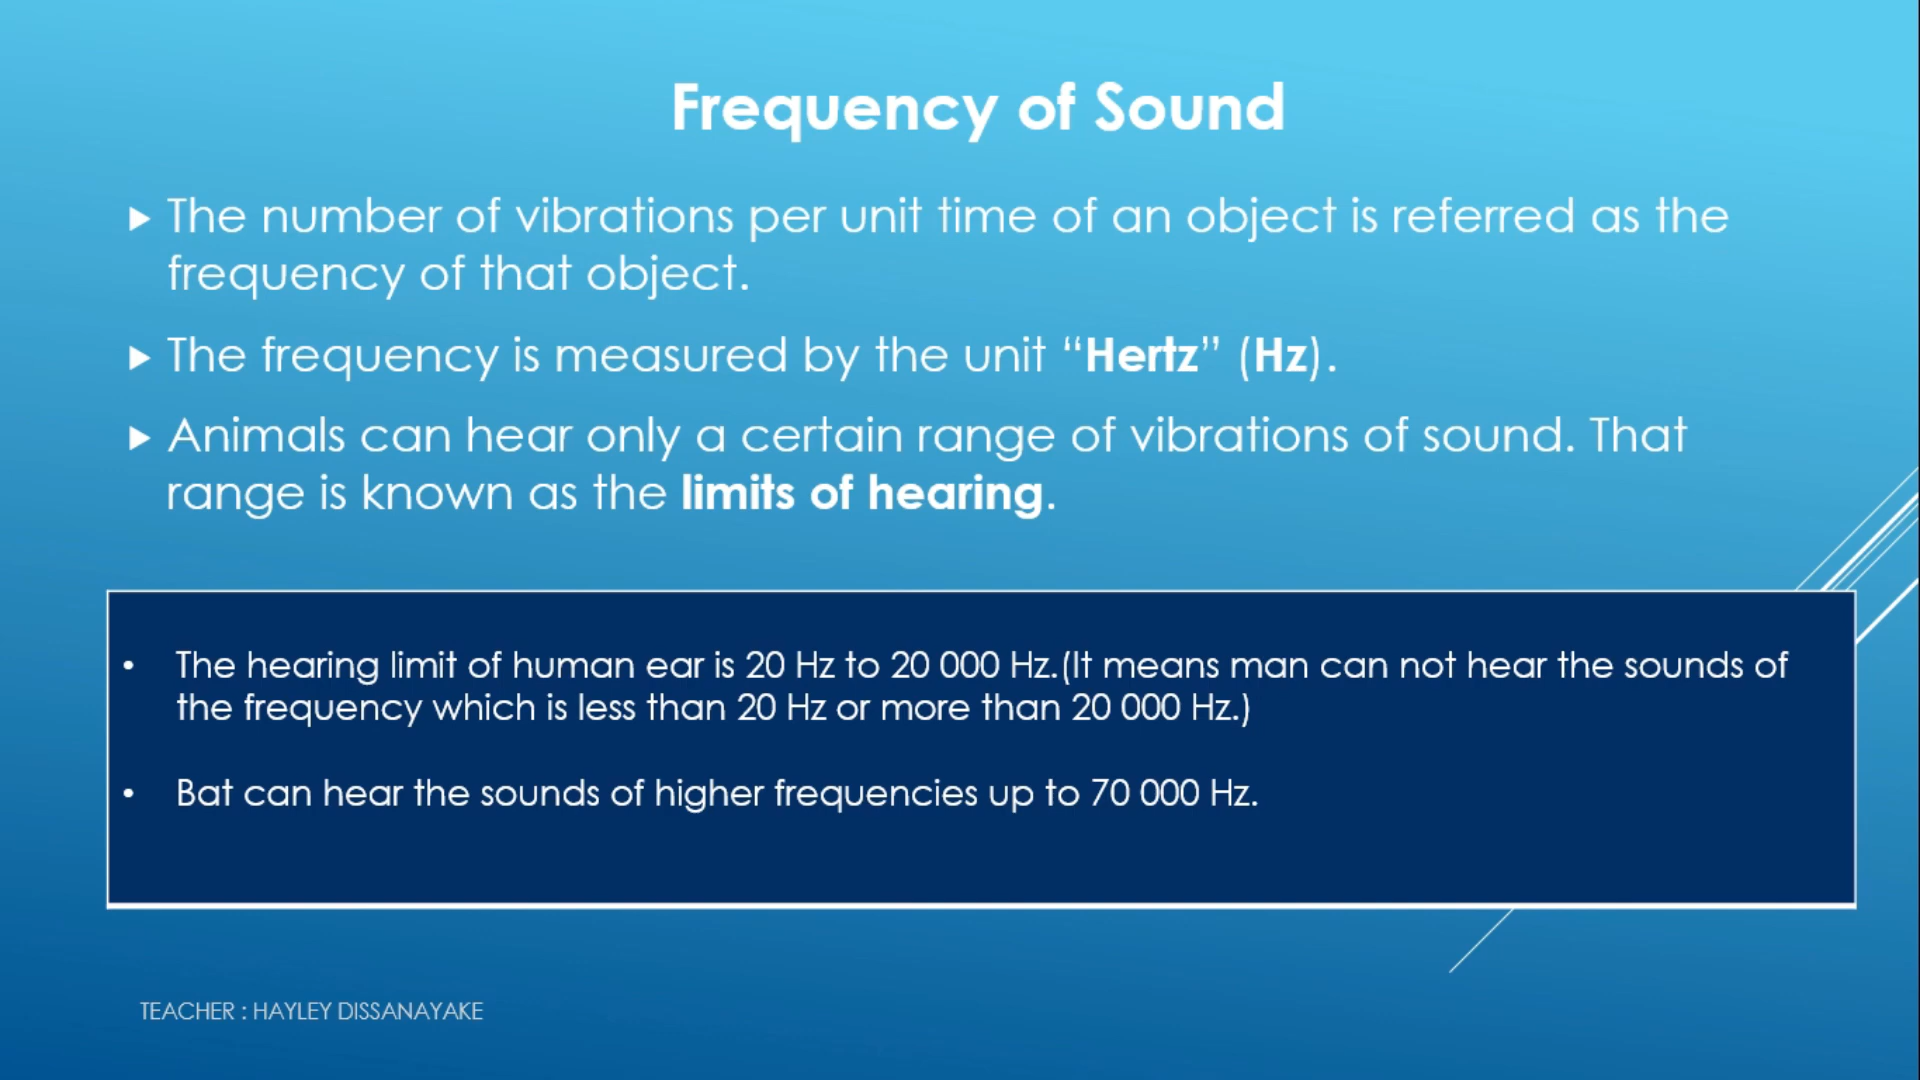 Frequency of Sound
The number of vibrations per unit time of an object is referred as the
frequency of that object.
The frequency is measured by the unit “Hertz” (Hz).
Animals can hear only a certain range of vibrations of sound. That
range is known as the limits of hearing.
• The hearing limit of human ear is 20 Hz to 20 000 Hz.(It means man can not hear the sounds of
the frequency which is less than 20 Hz or more than 20 000 Hz.)
• Bat can hear the sounds of higher frequencies up to 70 000 Hz.
TEACHER : HAYLEY DISSANAYAKE